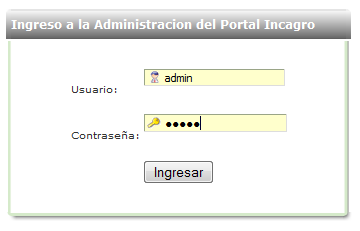 Ingreso a la Administracion del Portal Incagro
Usuario: admin
Contraseña: •••••
Ingresar